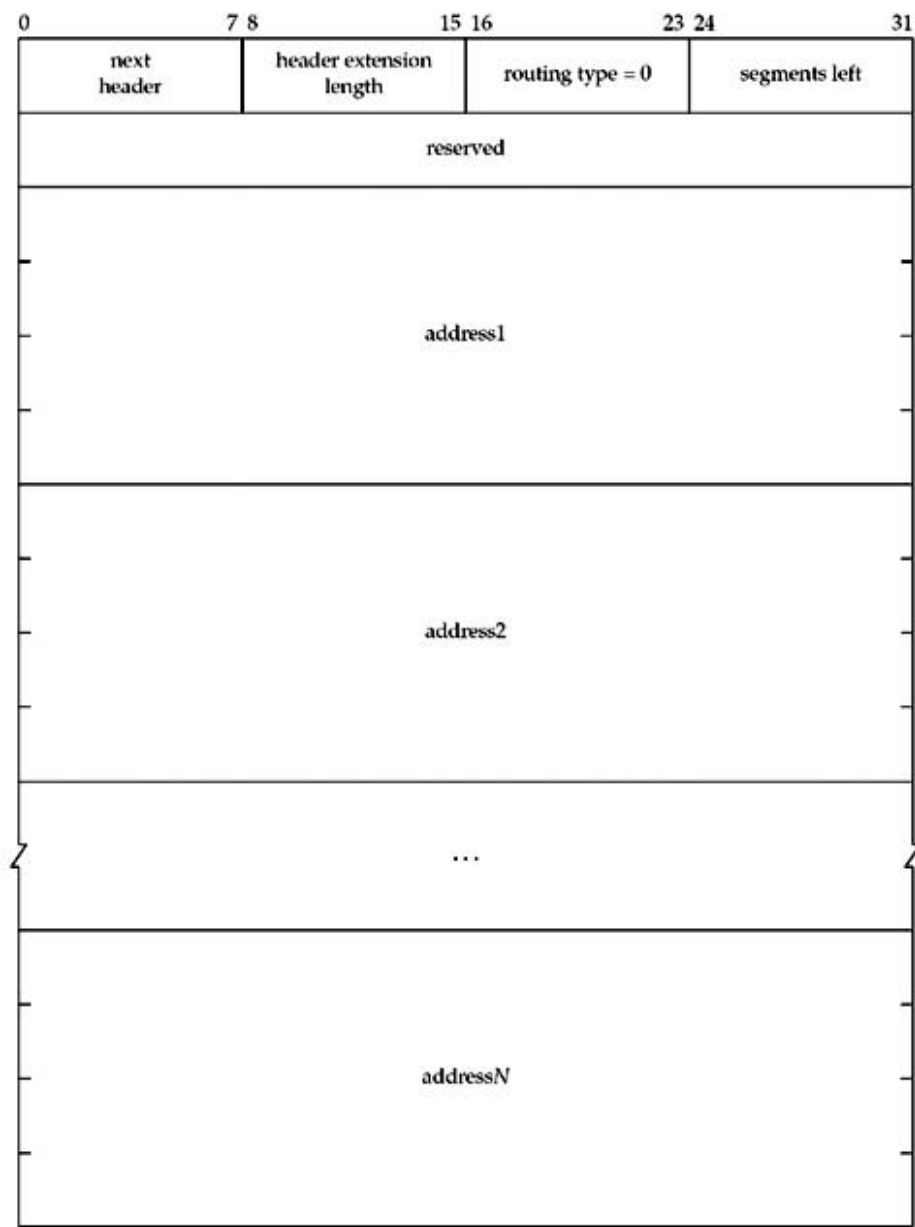 0 7 8 15 16 23 24 31
next header
header extension length
routing type = 0
segments left
reserved
address1
address2
...
addressN